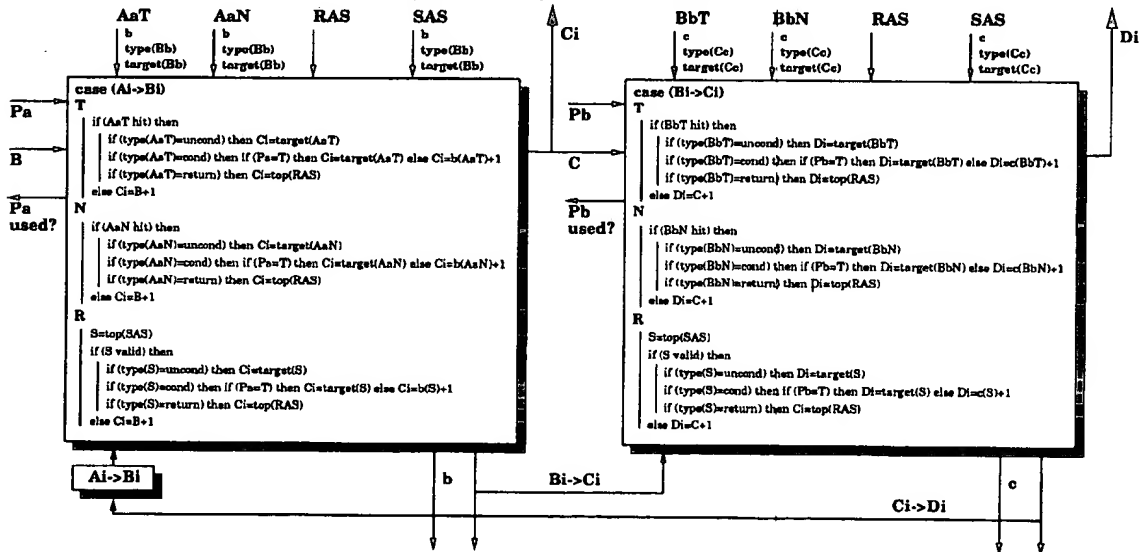 AaT AaN RAS SAS
b b b
type(Bb) type(Bb) type(Bb)
target(Bb) target(Bb) target(Bb)
Ci
BbT BbN RAS SAS
c c c
type(Cc) type(Cc) type(Cc)
target(Cc) target(Cc) target(Cc)
Di
Pa
B
Pa
used?
case (Ai->Bi)
T
if (AaT hit) then
if (type(AaT)=uncond) then Ci=target(AaT)
if (type(AaT)=cond) then if (Pa=T) then Ci=target(AaT) else Ci=b(AaT)+1
if (type(AaT)=return) then Ci=top(RAS)
else Ci=B+1
N
if (AaN hit) then
if (type(AaN)=uncond) then Ci=target(AaN)
if (type(AaN)=cond) then if (Pa=T) then Ci=target(AaN) else Ci=b(AaN)+1
if (type(AaN)=return) then Ci=top(RAS)
else Ci=B+1
R
S=top(SAS)
if (S valid) then
if (type(S)=uncond) then Ci=target(S)
if (type(S)=cond) then if (Pa=T) then Ci=target(S) else Ci=b(S)+1
if (type(S)=return) then Ci=top(RAS)
else Ci=B+1
Pb
C
Pb
used?
case (Bi->Ci)
T
if (BbT hit) then
if (type(BbT)=uncond) then Di=target(BbT)
if (type(BbT)=cond) then if (Pb=T) then Di=target(BbT) else Di=c(BbT)+1
if (type(BbT)=return) then Di=top(RAS)
else Di=C+1
N
if (BbN hit) then
if (type(BbN)=uncond) then Di=target(BbN)
if (type(BbN)=cond) then if (Pb=T) then Di=target(BbN) else Di=c(BbN)+1
if (type(BbN)=return) then Di=top(RAS)
else Di=C+1
R
S=top(SAS)
if (S valid) then
if (type(S)=uncond) then Di=target(S)
if (type(S)=cond) then if (Pb=T) then Di=target(S) else Di=c(S)+1
if (type(S)=return) then Ci=top(RAS)
else Di=C+1
Ai->Bi
b
Bi->Ci
c
Ci->Di